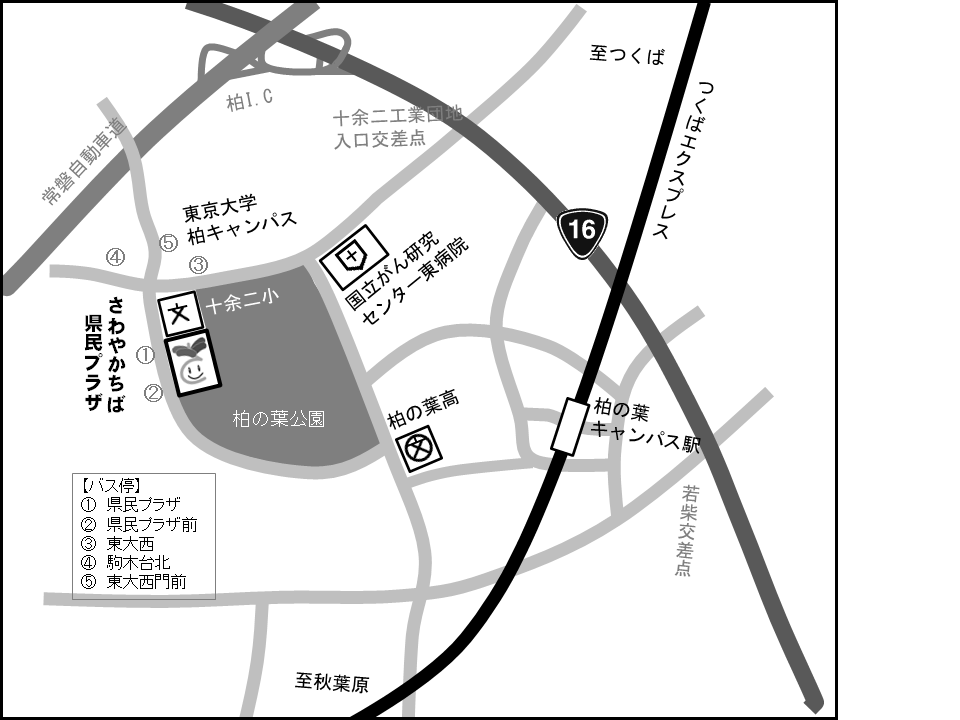 至つくば
つくばエクスプレス
柏I.C
十余二工業団地
入口交差点
常磐自動車道
東京大学
柏キャンパス
⑤
④
③
16
国立がん研究
センター東病院
文
十余二小
さわやかちば
県民プラザ
①
②
柏の葉公園
柏の葉高
文
柏の葉
キャンパス駅
若柴交差点
【バス停】
① 県民プラザ
② 県民プラザ前
③ 東大西
④ 駒木台北
⑤ 東大西門前
至秋葉原